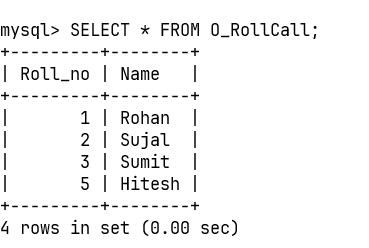 mysql> SELECT * FROM O_RollCall;
+---------+--------+
| Roll_no | Name   |
+---------+--------+
|       1 | Rohan  |
|       2 | Sujal  |
|       3 | Sumit  |
|       5 | Hitesh |
+---------+--------+
4 rows in set (0.00 sec)